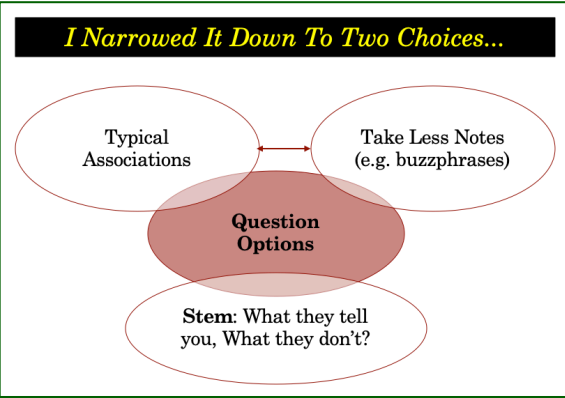 I Narrowed It Down To Two Choices...
Typical
Associations
Take Less Notes
(e.g. buzzphrases)
Question
Options
Stem: What they tell
you, What they don't?